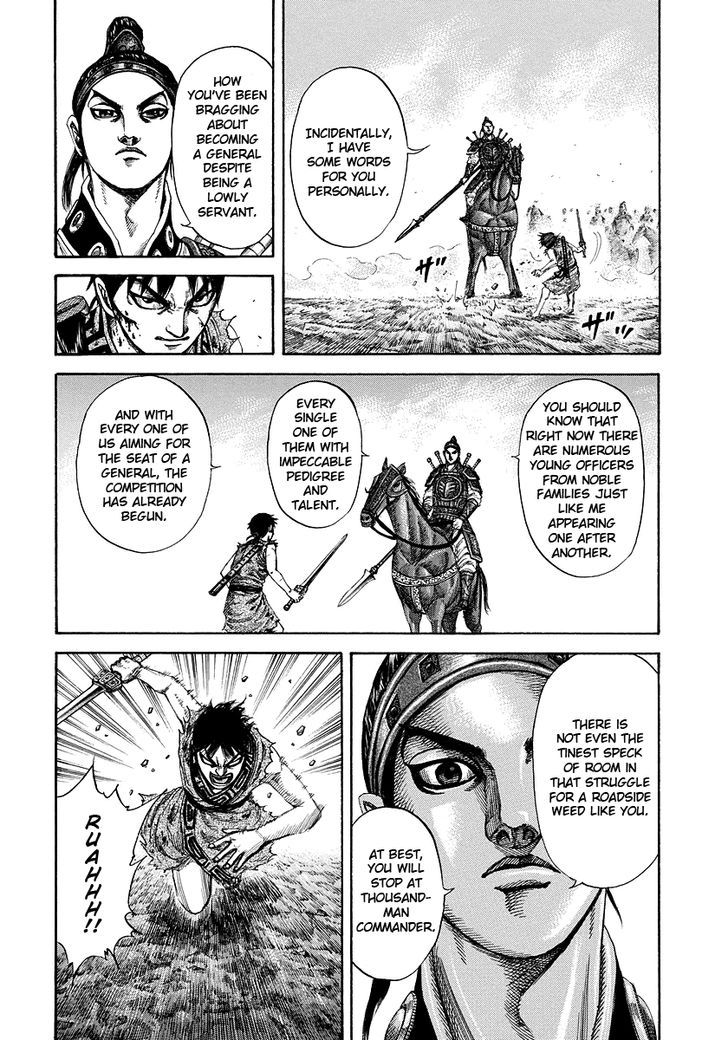 INCIDENTALLY,
I HAVE
SOME WORDS
FOR YOU
PERSONALLY.
ザ"
ザ"
HOW
YOU'VE BEEN
BRAGGING
ABOUT
BECOMING
A GENERAL
DESPITE
BEING A
LOWLY
SERVANT.
YOU SHOULD
KNOW THAT
RIGHT NOW THERE
ARE NUMEROUS
YOUNG OFFICERS
FROM NOBLE
FAMILIES JUST
LIKE ME
APPEARING
ONE AFTER
ANOTHER.
EVERY
SINGLE
ONE OF
THEM WITH
IMPECCABLE
PEDIGREE
AND
TALENT.
AND WITH
EVERY ONE OF
US AIMING FOR
THE SEAT OF A
GENERAL, THE
COMPETITION
HAS ALREADY
BEGUN.
THERE IS
NOT EVEN THE
TINEST SPECK
OF ROOM IN
THAT STRUGGLE
FOR A ROADSIDE
WEED LIKE YOU.
AT BEST,
YOU WILL
STOP AT
THOUSAND-
MAN
COMMANDER.
RUAHHH!!